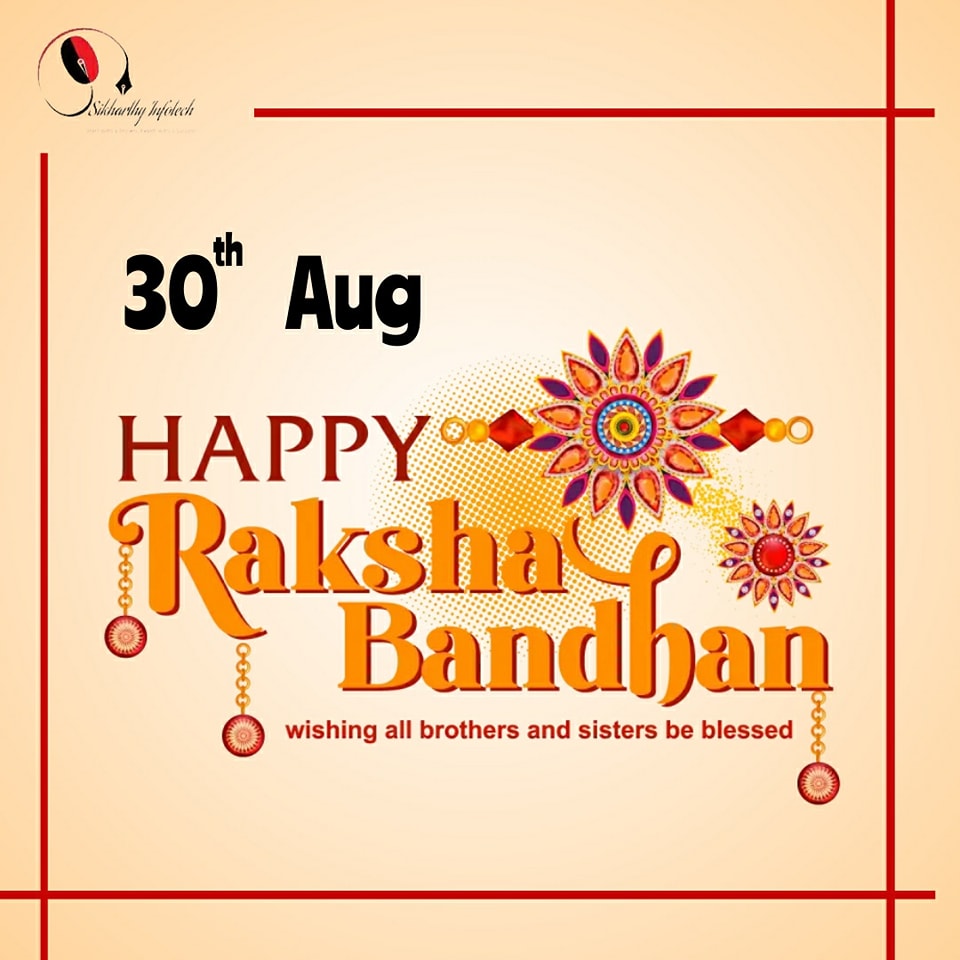 Sikharthy Infotech
30th Aug
HAPPY
Raksha
Bandhan
wishing all brothers and sisters be blessed